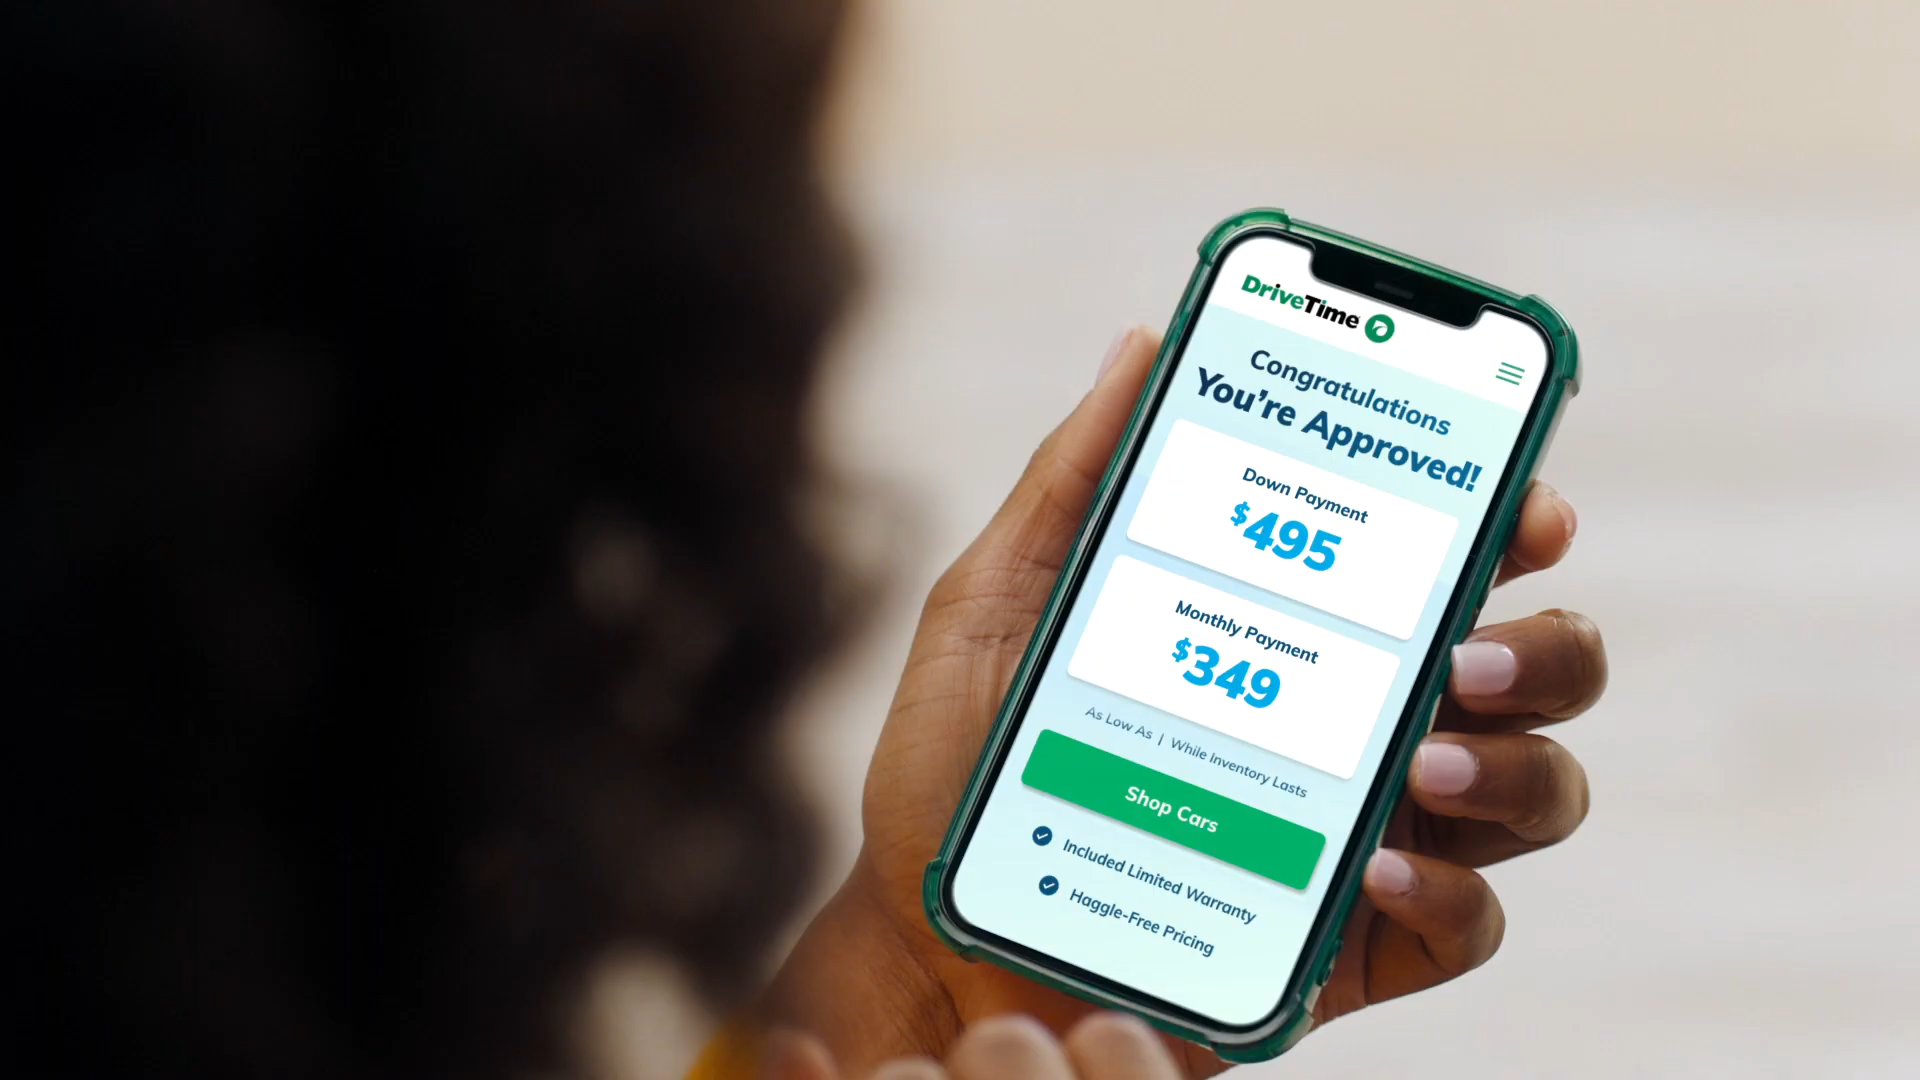 DriveTime
Congratulations
You're Approved!
Down Payment
$495
Monthly Payment
$349
As Low As | While Inventory Lasts
Shop Cars
Included Limited Warranty
Haggle-Free Pricing